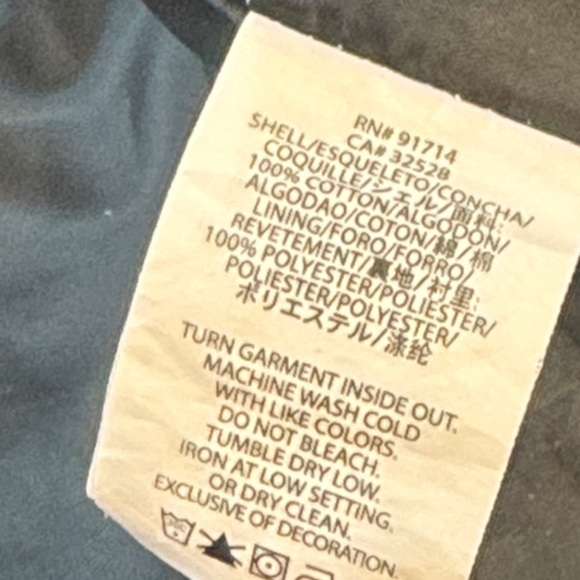 RN# 91714
CA# 32528
SHELL/ESQUELETO/CONCHA/
COQUILLE/シェル/面料:
100% COTTON/ALGODON/
ALGODAO/COTON/綿/棉
LINING/FORO/FORRO/
REVETEMENT/裏地/衬里:
100% POLYESTER/POLIESTER/
POLIESTER/POLYESTER/
ポリエステル/涤纶
TURN GARMENT INSIDE OUT.
MACHINE WASH COLD
WITH LIKE COLORS.
DO NOT BLEACH.
TUMBLE DRY LOW.
IRON AT LOW SETTING.
OR DRY CLEAN.
EXCLUSIVE OF DECORATION.